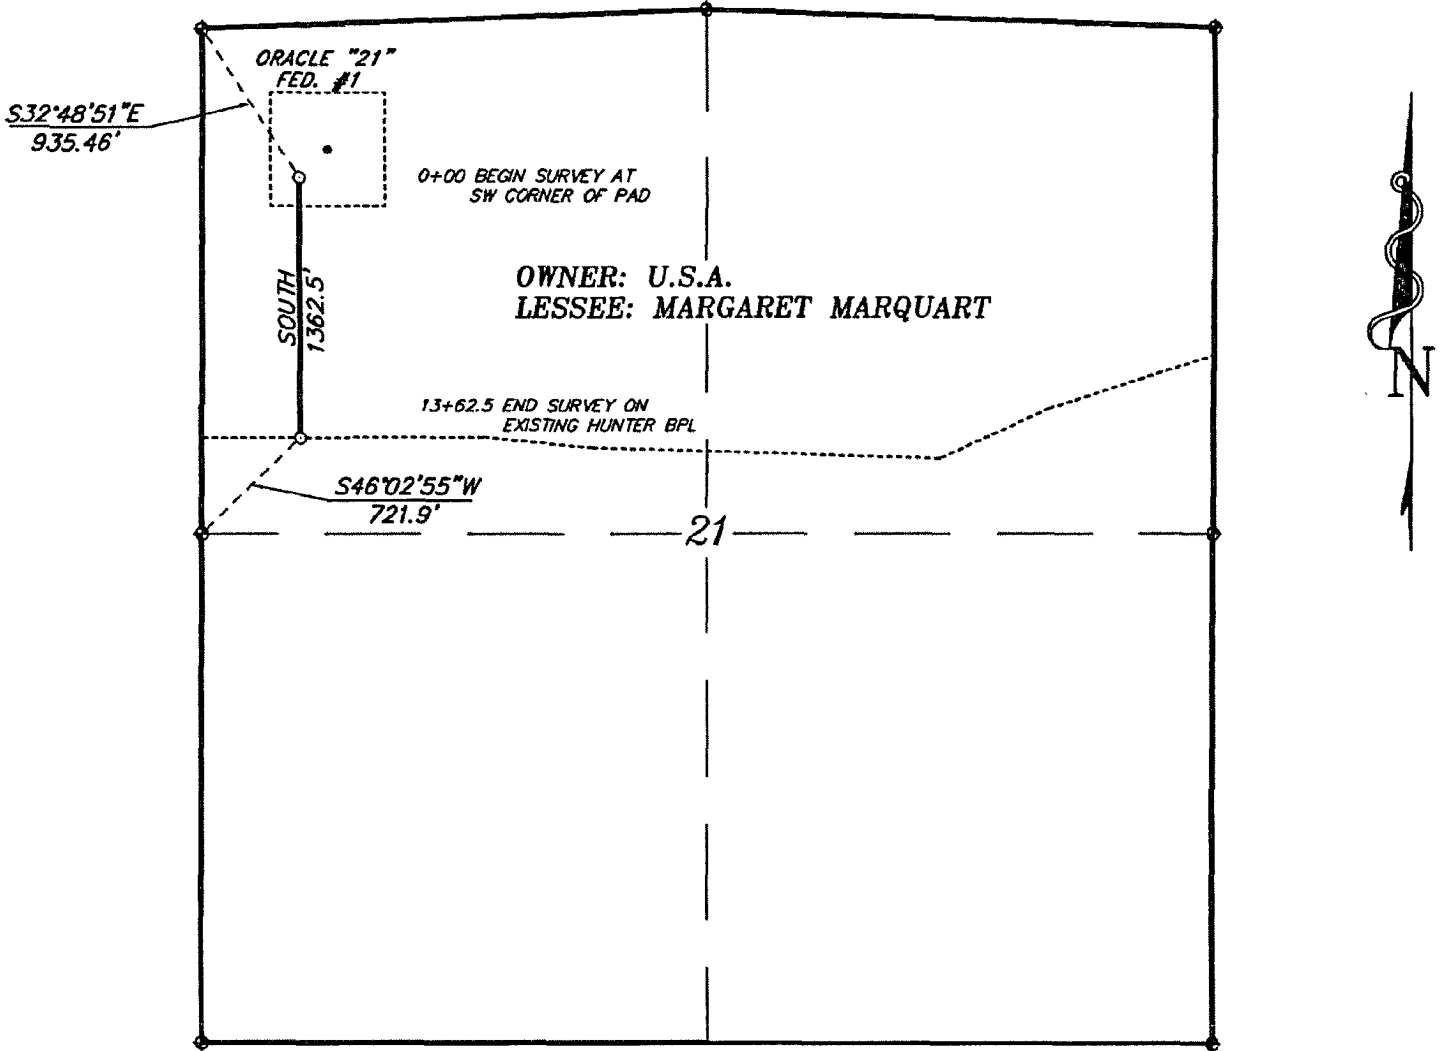 ORACLE "21"
FED. #1
S32°48'51"E
935.46'
0+00 BEGIN SURVEY AT
SW CORNER OF PAD
SOUTH
1362.5'
OWNER: U.S.A.
LESSEE: MARGARET MARQUART
N
13+62.5 END SURVEY ON
EXISTING HUNTER BPL
S46°02'55"W
721.9'
21